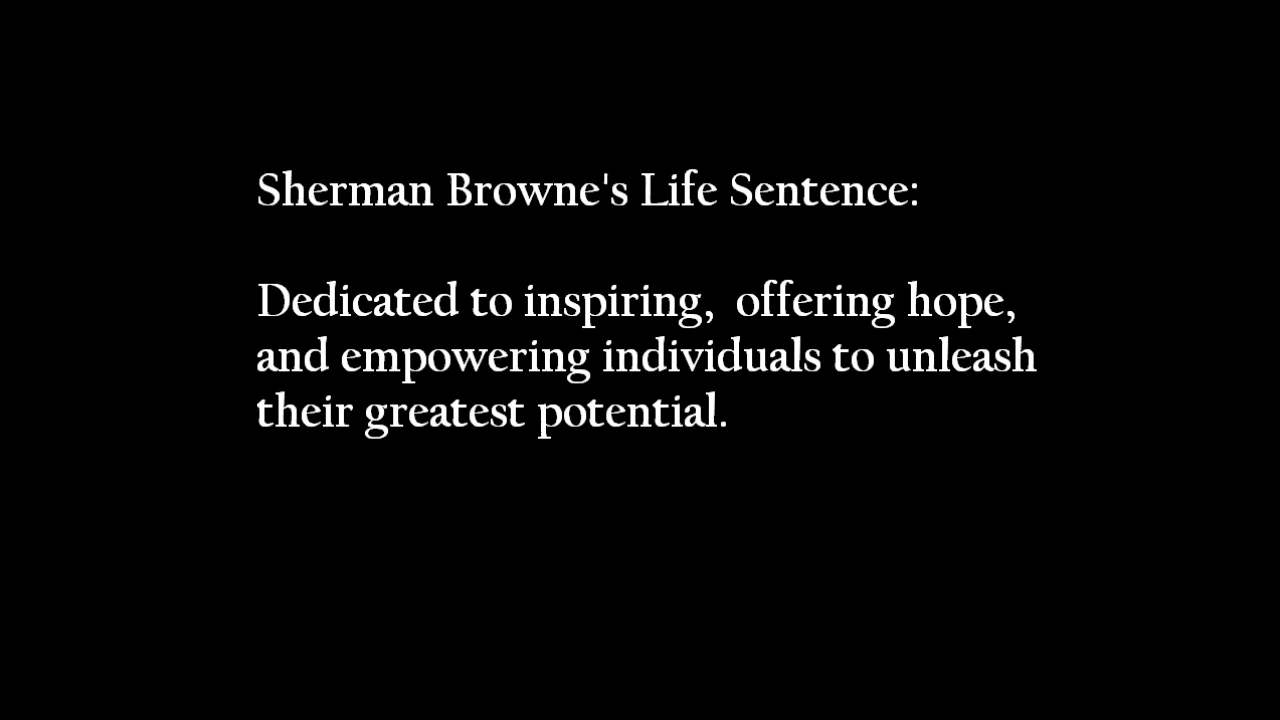 Sherman Browne's Life Sentence:
Dedicated to inspiring,  offering hope,
and empowering individuals to unleash
their greatest potential.